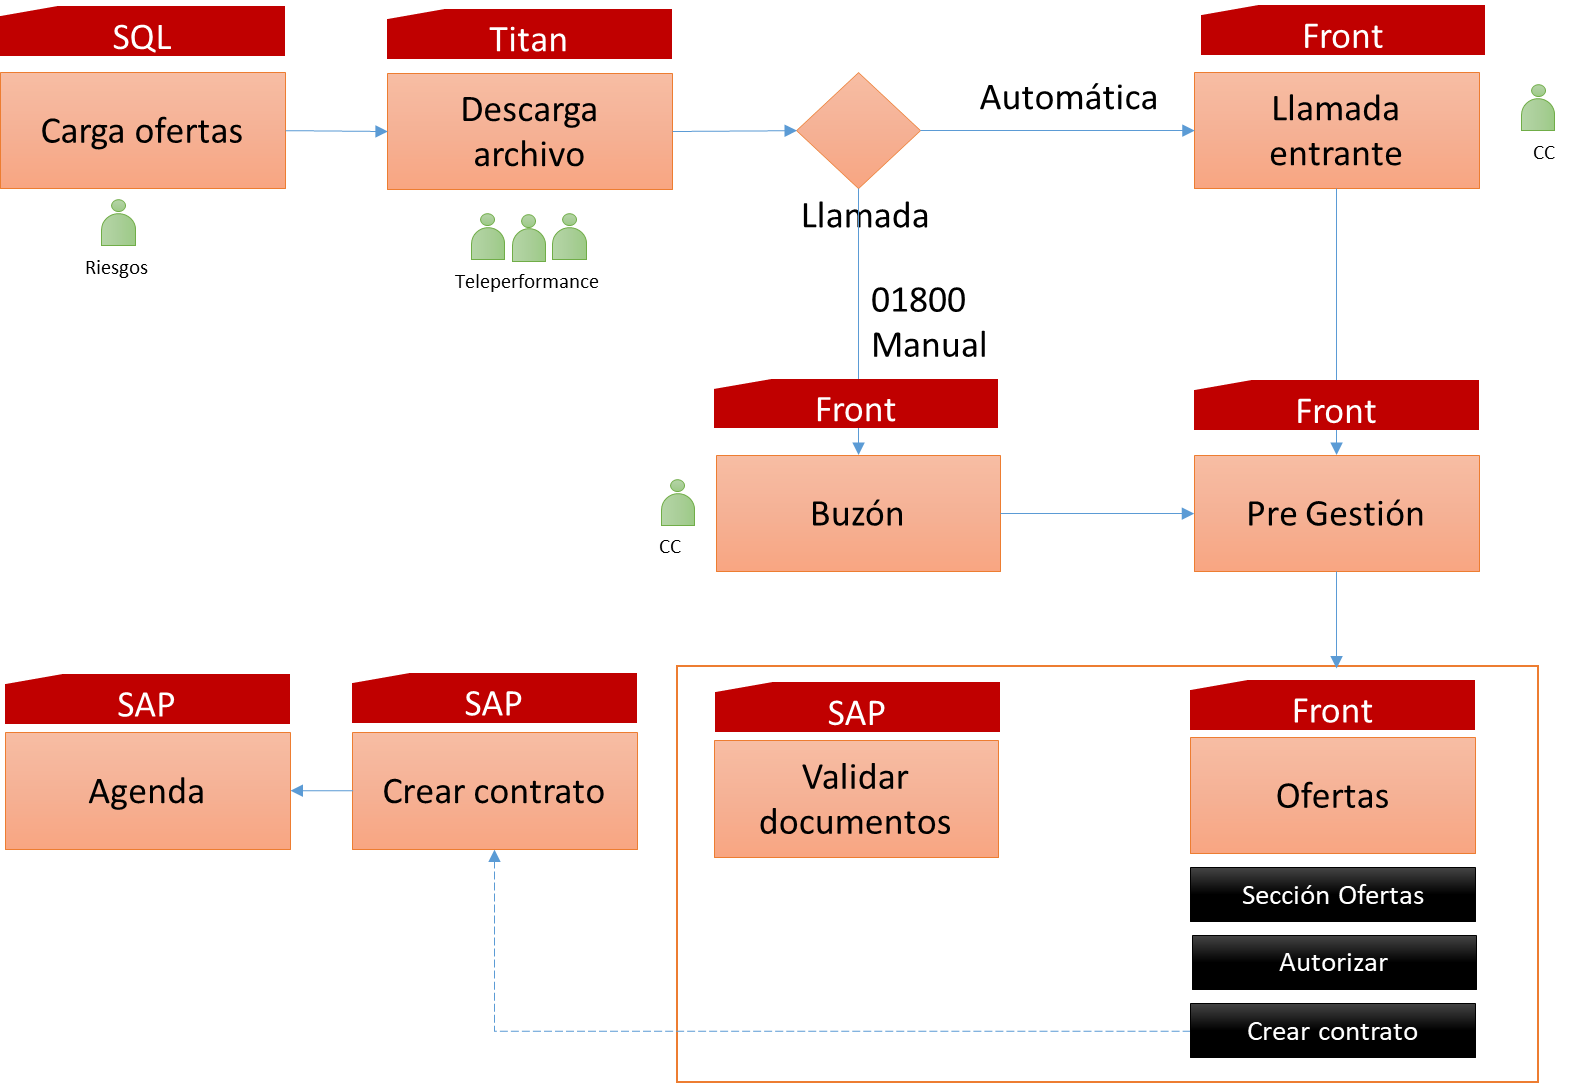 SQL
Carga ofertas
Riesgos
Titan
Descarga
archivo
Teleperformance
Llamada
Automática
Front
Llamada
entrante
CC
01800
Manual
Front
Buzón
CC
Front
Pre Gestión
SAP
Agenda
SAP
Crear contrato
SAP
Validar
documentos
Front
Ofertas
Sección Ofertas
Autorizar
Crear contrato